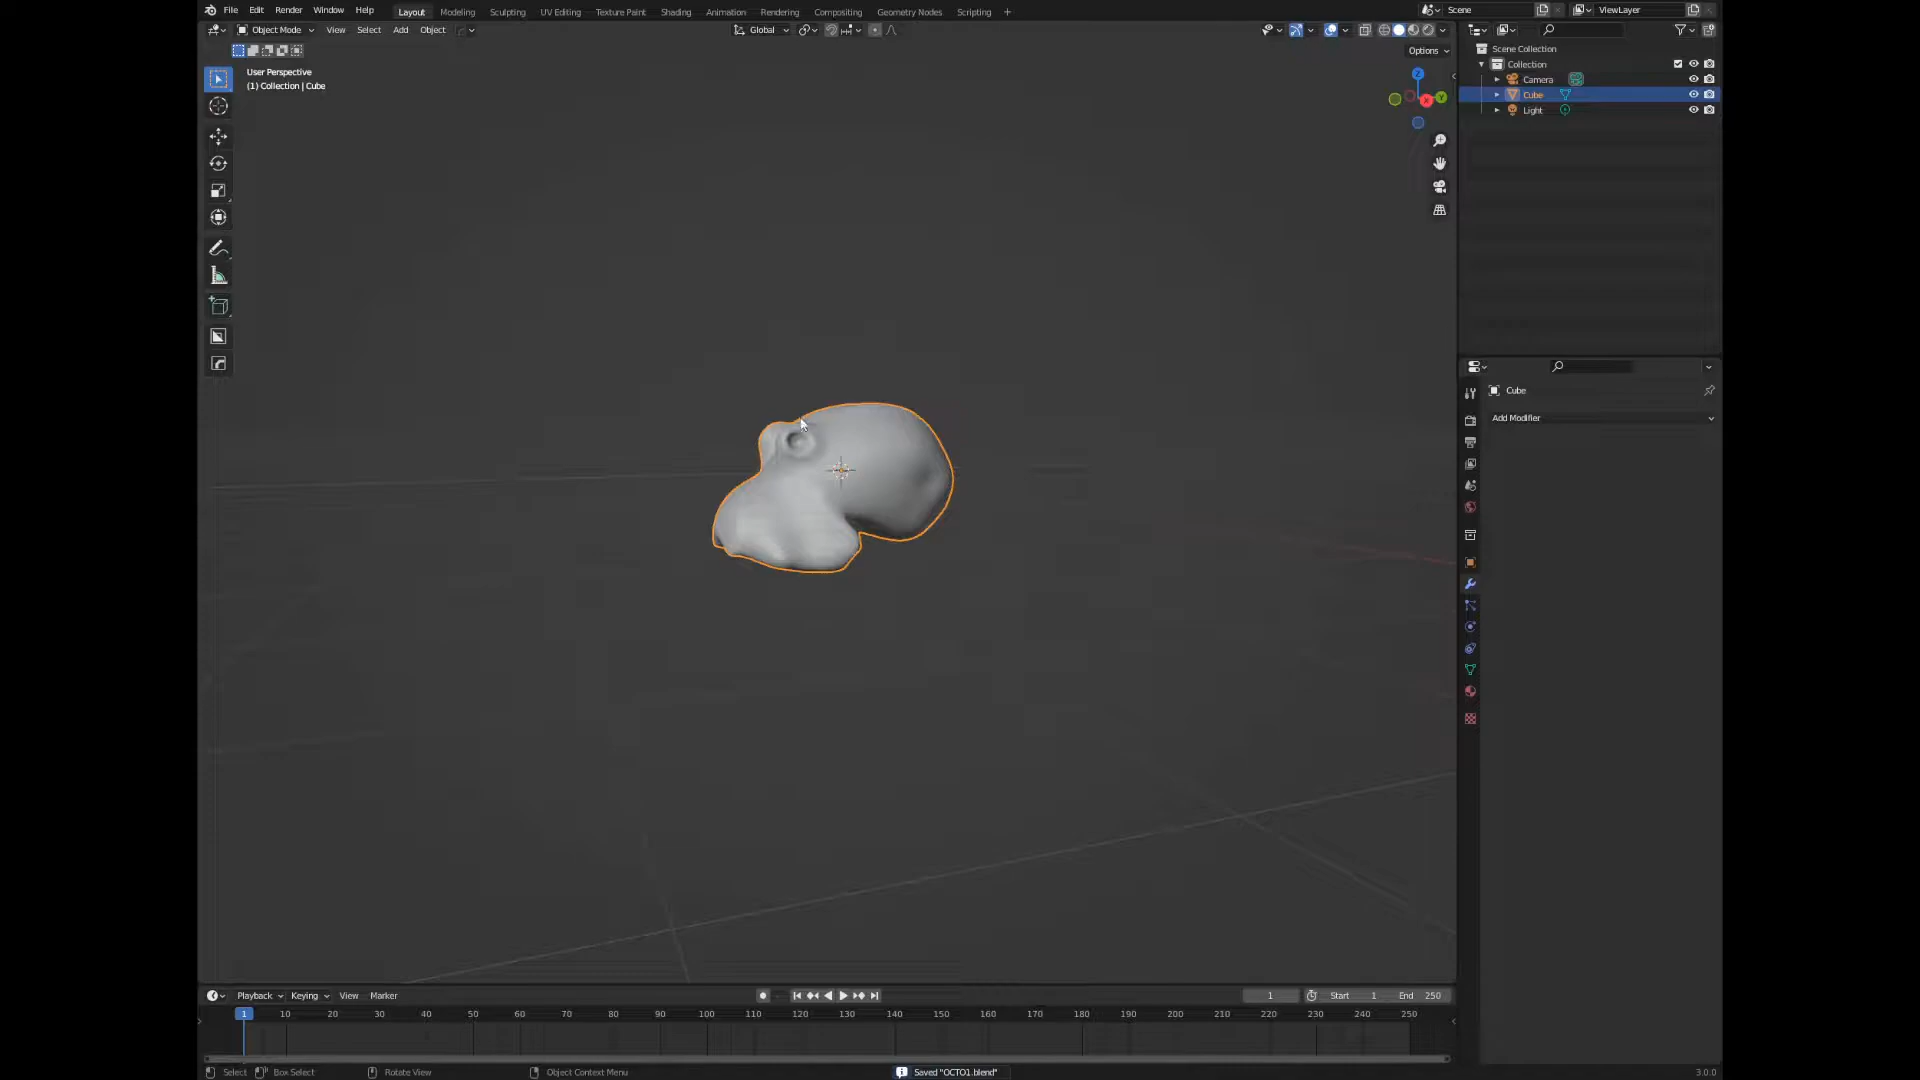 File Edit Render Window Help
Layout Modeling Sculpting UV Editing Texture Paint Shading Animation Rendering Compositing Geometry Nodes Scripting +
Scene
ViewLayer
Object Mode View Select Add Object
Global
Options
User Perspective
(1) Collection | Cube
Z
X
Y
Scene Collection
Collection
Camera
Cube
Light
Cube
Add Modifier
Playback Keying View Marker
1 Start 1 End 250
1 10 20 30 40 50 60 70 80 90 100 110 120 130 140 150 160 170 180 190 200 210 220 230 240 250
Select Box Select Rotate View Object Context Menu Saved "OCTO1.blend" 3.0.0